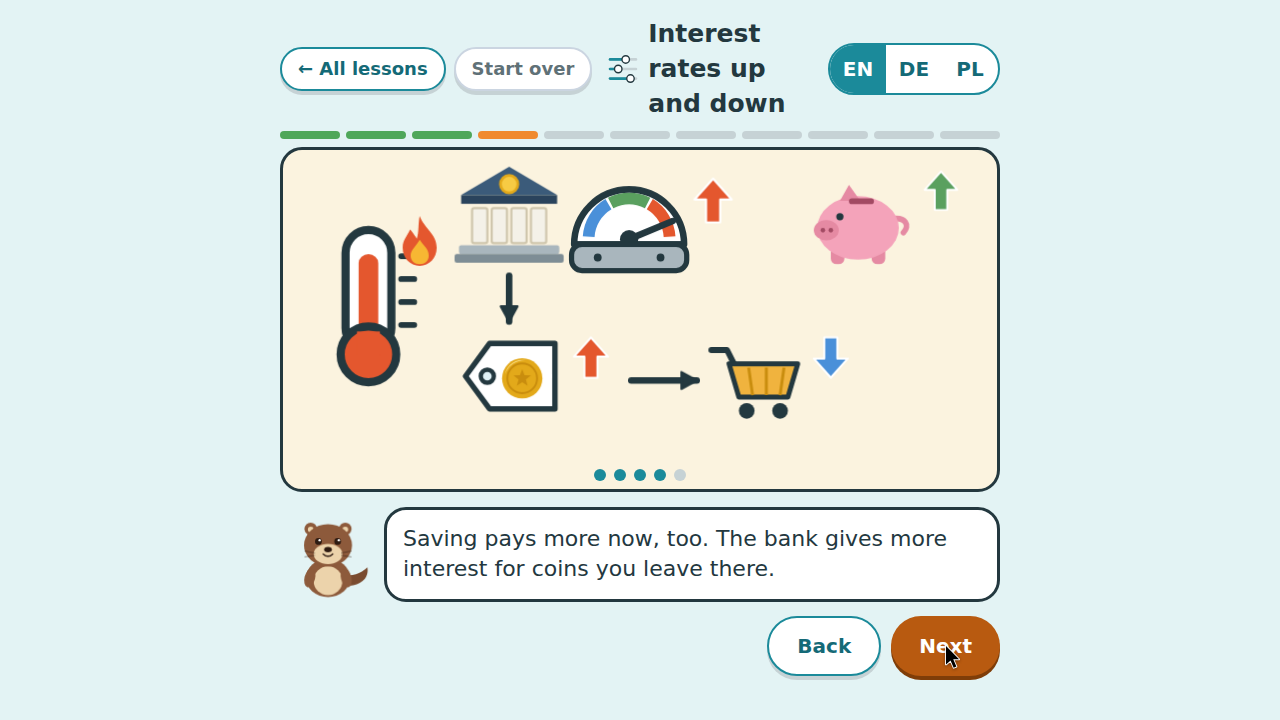 ← All lessons
Start over
Interest
rates up
and down
EN
DE
PL
Saving pays more now, too. The bank gives more
interest for coins you leave there.
Back
Next